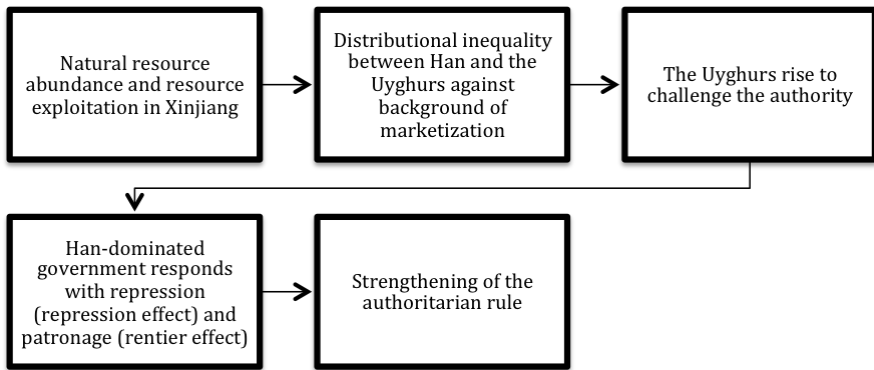 Natural resource
abundance and resource
exploitation in Xinjiang
Distributional inequality
between Han and the
Uyghurs against
background of
marketization
The Uyghurs rise to
challenge the authority
Han-dominated
government responds
with repression
(repression effect) and
patronage (rentier effect)
Strengthening of the
authoritarian rule